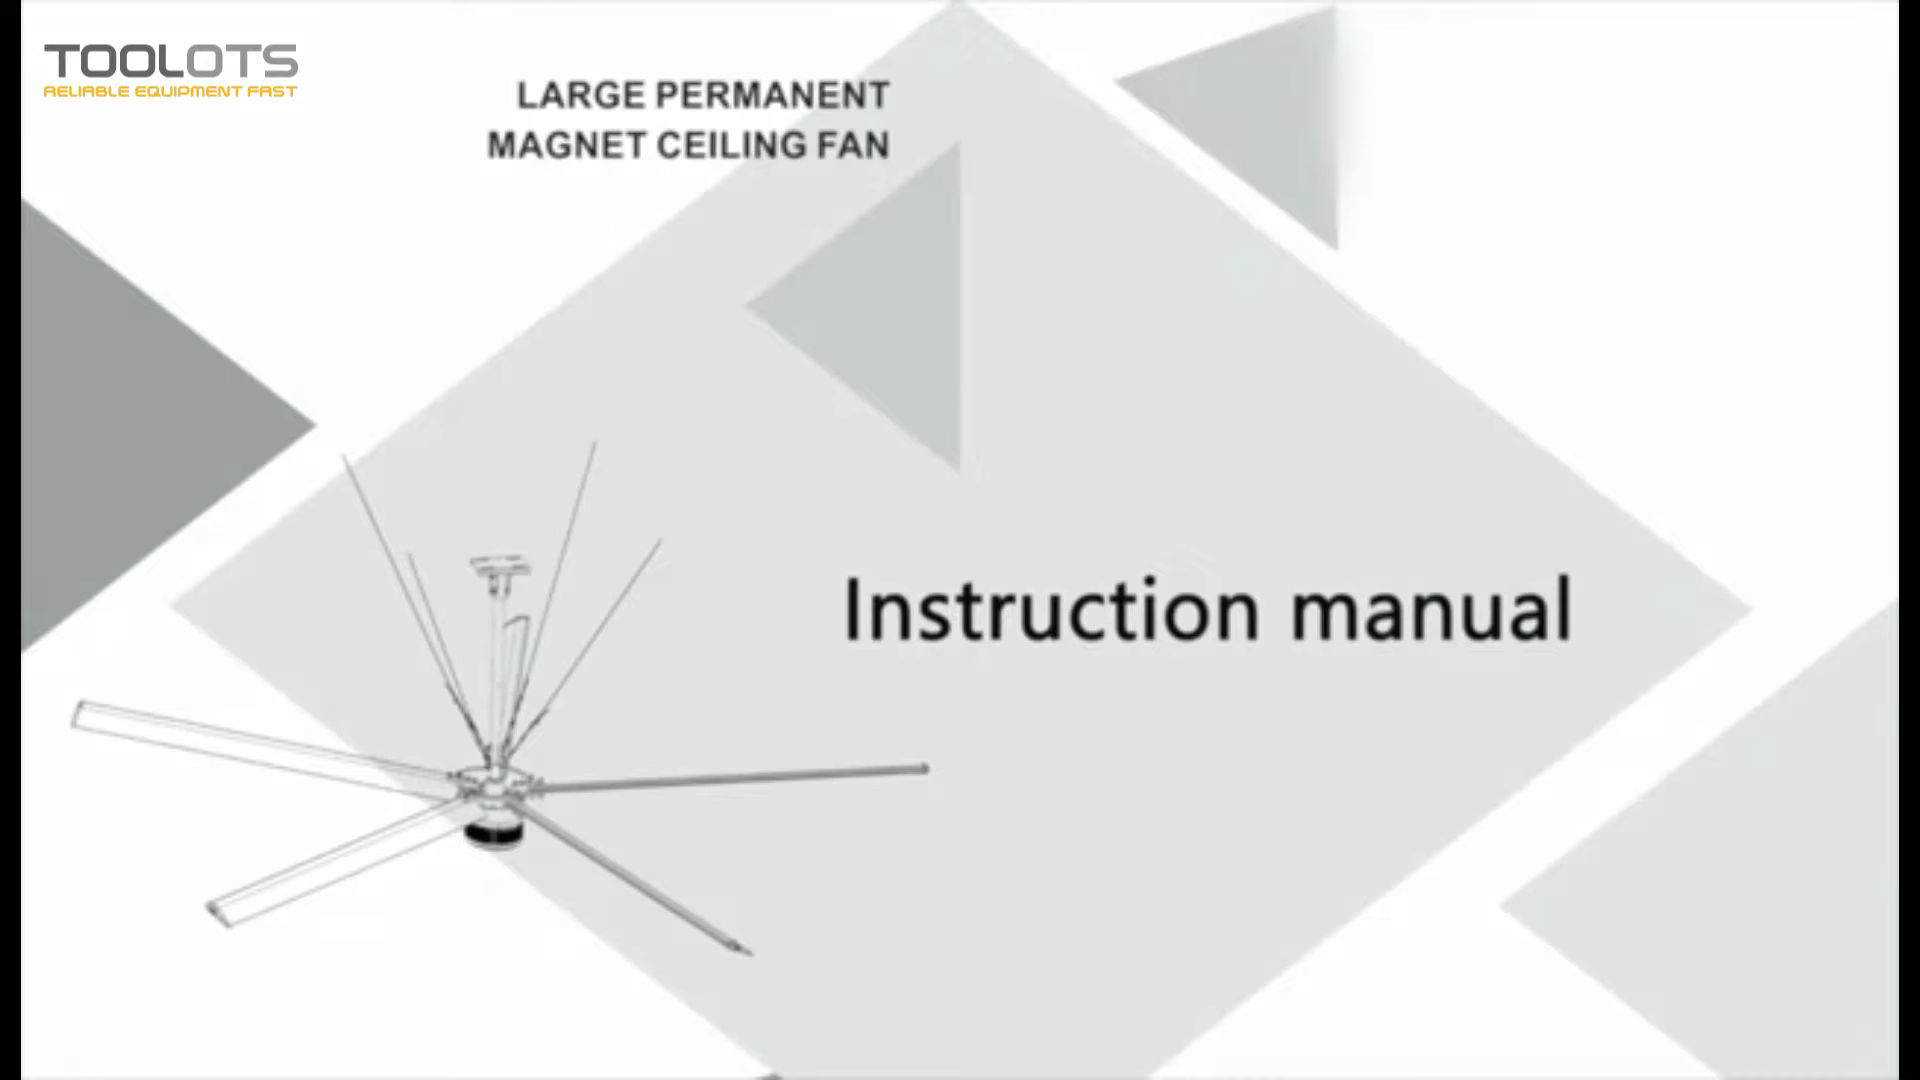 TOOLOTS
RELIABLE EQUIPMENT FAST
LARGE PERMANENT
MAGNET CEILING FAN
Instruction manual